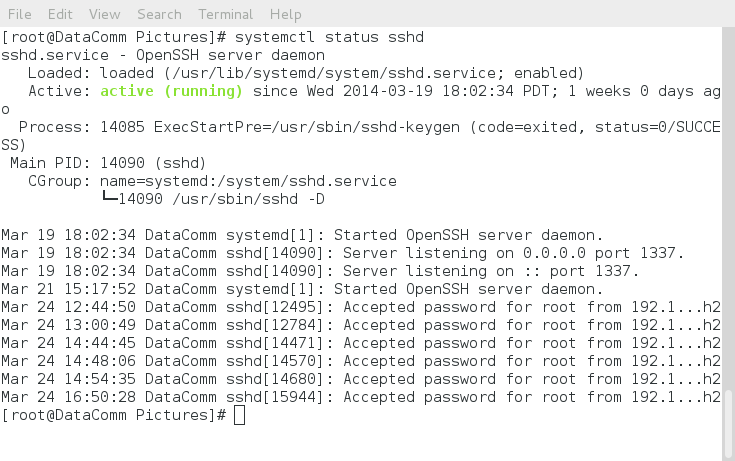 File Edit View Search Terminal Help
[root@DataComm Pictures]# systemctl status sshd
sshd.service - OpenSSH server daemon
   Loaded: loaded (/usr/lib/systemd/system/sshd.service; enabled)
   Active: active (running) since Wed 2014-03-19 18:02:34 PDT; 1 weeks 0 days ag
o
  Process: 14085 ExecStartPre=/usr/sbin/sshd-keygen (code=exited, status=0/SUCCE
SS)
 Main PID: 14090 (sshd)
   CGroup: name=systemd:/system/sshd.service
           └─14090 /usr/sbin/sshd -D

Mar 19 18:02:34 DataComm systemd[1]: Started OpenSSH server daemon.
Mar 19 18:02:34 DataComm sshd[14090]: Server listening on 0.0.0.0 port 1337.
Mar 19 18:02:34 DataComm sshd[14090]: Server listening on :: port 1337.
Mar 21 15:17:52 DataComm systemd[1]: Started OpenSSH server daemon.
Mar 24 12:44:50 DataComm sshd[12495]: Accepted password for root from 192.1...h2
Mar 24 13:00:49 DataComm sshd[12784]: Accepted password for root from 192.1...h2
Mar 24 14:44:45 DataComm sshd[14471]: Accepted password for root from 192.1...h2
Mar 24 14:48:06 DataComm sshd[14570]: Accepted password for root from 192.1...h2
Mar 24 14:54:35 DataComm sshd[14680]: Accepted password for root from 192.1...h2
Mar 24 16:50:28 DataComm sshd[15944]: Accepted password for root from 192.1...h2
[root@DataComm Pictures]#